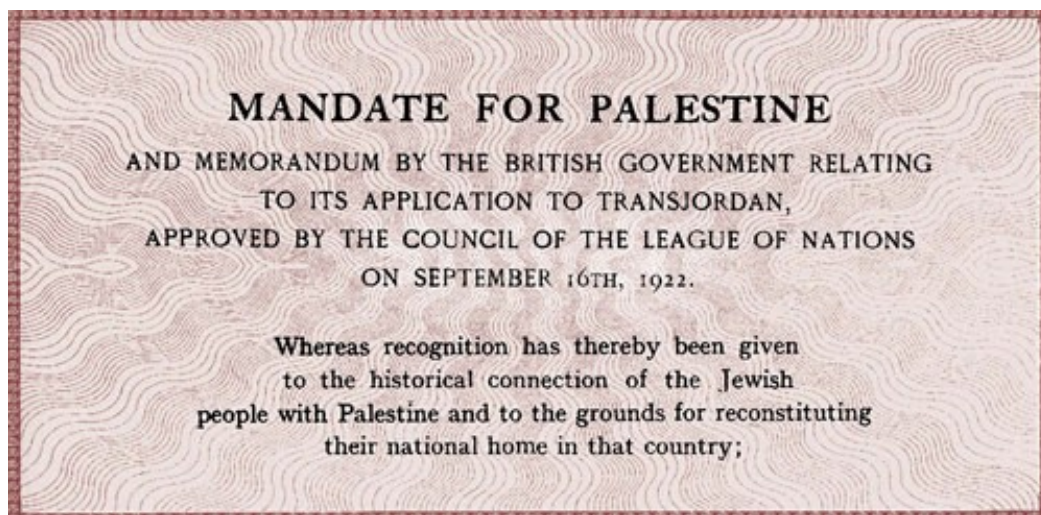 MANDATE FOR PALESTINE
AND MEMORANDUM BY THE BRITISH GOVERNMENT RELATING
TO ITS APPLICATION TO TRANSJORDAN,
APPROVED BY THE COUNCIL OF THE LEAGUE OF NATIONS
ON SEPTEMBER 16TH, 1922.
Whereas recognition has thereby been given
to the historical connection of the Jewish
people with Palestine and to the grounds for reconstituting
their national home in that country;